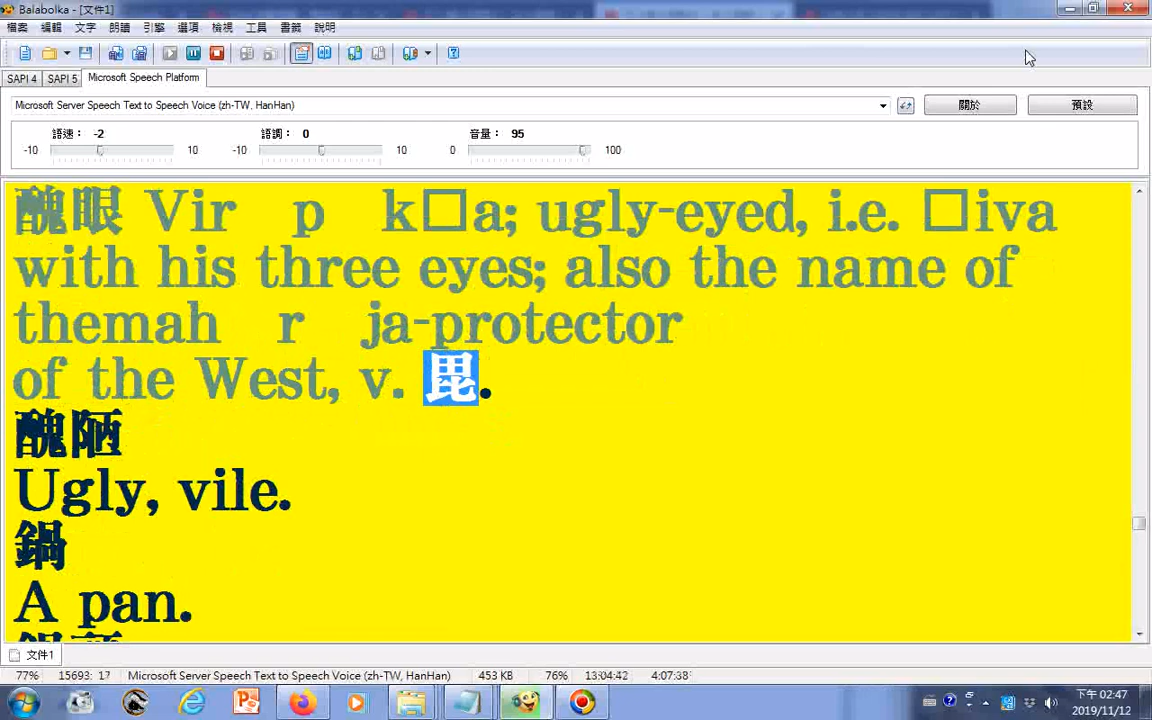 Balabolka - [文件1]
檔案 編輯 文字 朗讀 引擎 選項 檢視 工具 書籤 說明
SAPI 4 SAPI 5 Microsoft Speech Platform
Microsoft Server Speech Text to Speech Voice (zh-TW, HanHan)
關於 預設
語速： -2 語調： 0 音量： 95
-10 10 -10 10 0 100
醜眼 Vir p k□a; ugly-eyed, i.e. □iva
with his three eyes; also the name of
themah r ja-protector
of the West, v. 毘.
醜陋
Ugly, vile.
鍋
A pan.
文件1
77% 15693: 17 Microsoft Server Speech Text to Speech Voice (zh-TW, HanHan) 453 KB 76% 13:04:42 4:07:38
下午 02:47
2019/11/12